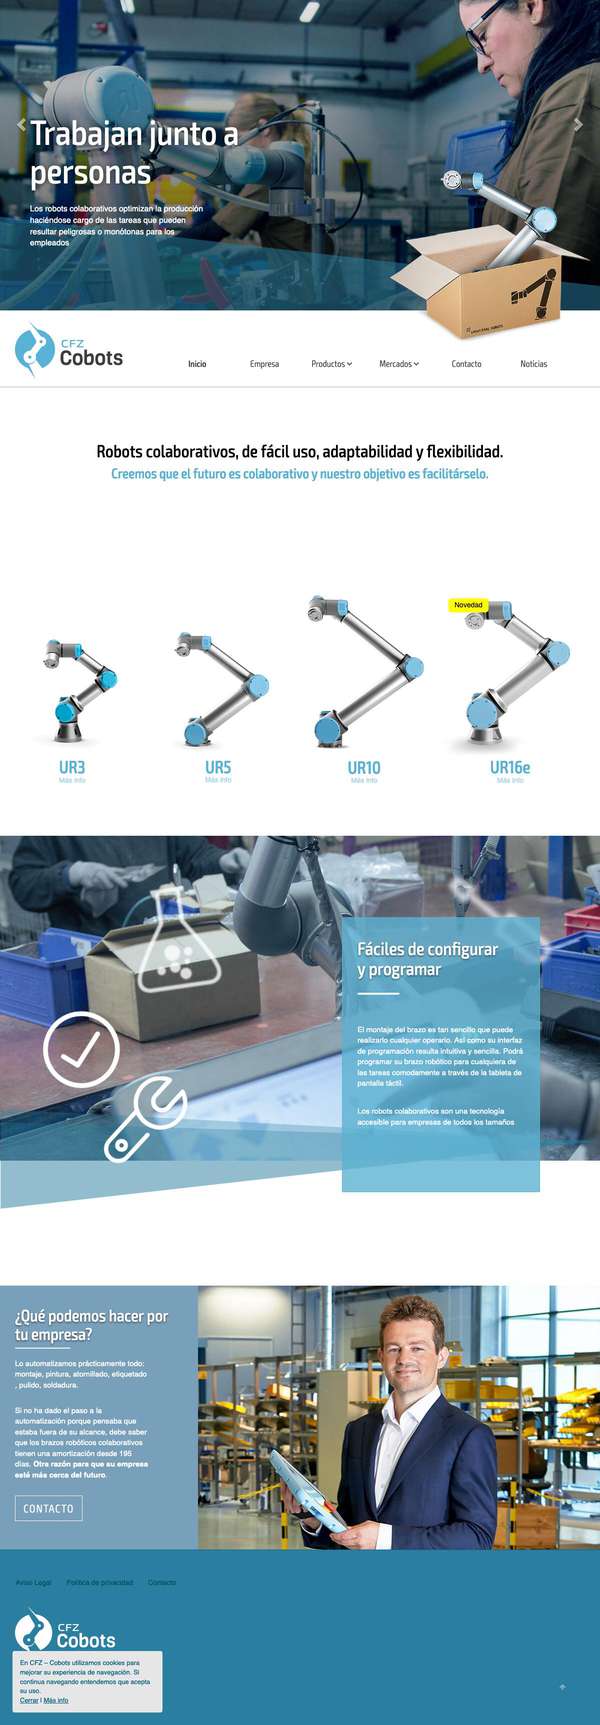 Trabajan junto a
personas
Los robots colaborativos optimizan la producción
haciéndose cargo de las tareas que pueden
resultar peligrosas o monótonas para los
empleados
CFZ
Cobots
Inicio
Empresa
Productos
Mercados
Contacto
Noticias
Robots colaborativos, de fácil uso, adaptabilidad y flexibilidad.
Creemos que el futuro es colaborativo y nuestro objetivo es facilitárselo.
Novedad
UR3
Más info
UR5
Más info
UR10
Más info
UR16e
Más info
Fáciles de configurar
y programar
El montaje del brazo es tan sencillo que puede
realizarlo cualquier operario. Así como su interfaz
de programación resulta intuitiva y sencilla. Podrá
programar su brazo robótico para cualquiera de
las tareas comodamente a través de la tableta de
pantalla táctil.
Los robots colaborativos son una tecnología
accesible para empresas de todos los tamaños
¿Qué podemos hacer por
tu empresa?
Lo automatizamos prácticamente todo:
montaje, pintura, atornillado, etiquetado
, pulido, soldadura.
Si no ha dado el paso a la
automatización porque pensaba que
estaba fuera de su alcance, debe saber
que los brazos robóticos colaborativos
tienen una amortización desde 195
días. Otra razón para que su empresa
esté más cerca del futuro.
CONTACTO
Aviso Legal
Política de privacidad
Contacto
CFZ
Cobots
En CFZ – Cobots utilizamos cookies para
mejorar su experiencia de navegación. Si
continua navegando entendemos que acepta
su uso.
Cerrar | Más info